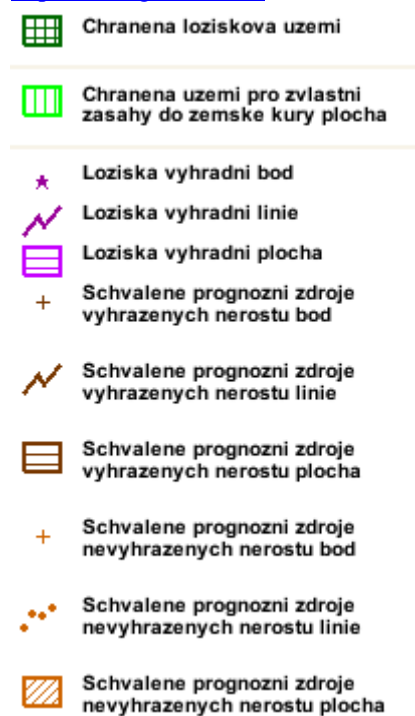 Chranena loziskova uzemi
Chranena uzemi pro zvlastni
zasahy do zemske kury plocha
Loziska vyhradni bod
Loziska vyhradni linie
Loziska vyhradni plocha
Schvalene prognozni zdroje
vyhrazenych nerostu bod
Schvalene prognozni zdroje
vyhrazenych nerostu linie
Schvalene prognozni zdroje
vyhrazenych nerostu plocha
Schvalene prognozni zdroje
nevyhrazenych nerostu bod
Schvalene prognozni zdroje
nevyhrazenych nerostu linie
Schvalene prognozni zdroje
nevyhrazenych nerostu plocha